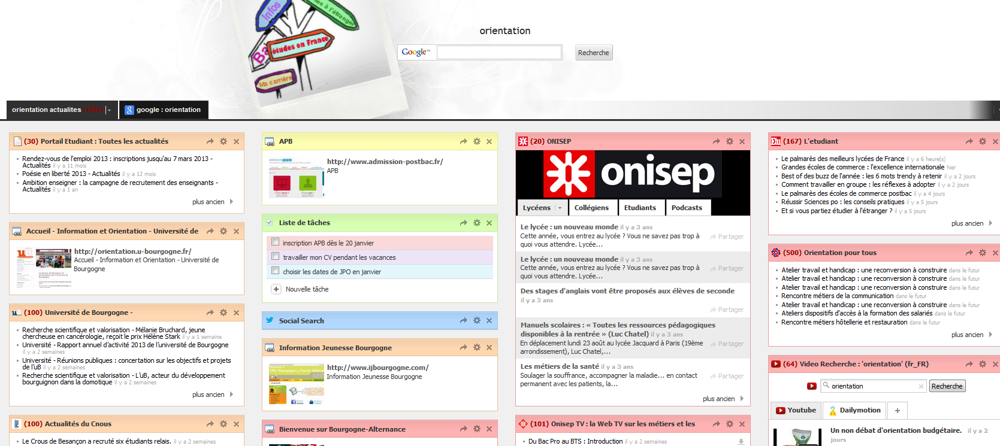 Infos
es à l'étranger
Ba
études en France
Ma carrière
orientation
Google™
Recherche
orientation actualites (1082)
google : orientation
(30) Portail Etudiant : Toutes les actualités
Rendez-vous de l'emploi 2013 : inscriptions jusqu'au 7 mars 2013 -
Actualités il y a 11 mois
Poésie en liberté 2013 - Actualités il y a 12 mois
Ambition enseigner : la campagne de recrutement des enseignants -
Actualités il y a 1 an
plus ancien
Accueil - Information et Orientation - Université de
http://orientation.u-bourgogne.fr/
Accueil - Information et Orientation - Université de
Bourgogne
(100) Université de Bourgogne -
Recherche scientifique et valorisation - Mélanie Bruchard, jeune
chercheuse en cancérologie, reçoit le prix Hélène Stark il y a 1 semaine
Université - Rapport annuel d'activité 2013 de l'université de Bourgogne
il y a 2 semaines
Université - Réunions publiques : concertation sur les objectifs et projets
de l'uB il y a 2 semaines
Recherche scientifique et valorisation - L'uB, acteur du développement
bourguignon dans la domotique il y a 2 semaines
plus ancien
(100) Actualités du Cnous
Le Crous de Besançon a recruté six étudiants relais. il y a 2 semaines
APB
http://www.admission-postbac.fr/
APB
Liste de tâches
inscription APB dès le 20 janvier
travailler mon CV pendant les vacances
choisir les dates de JPO en janvier
Nouvelle tâche
Social Search
Information Jeunesse Bourgogne
http://www.ijbourgogne.com/
Information Jeunesse Bourgogne
Bienvenue sur Bourgogne-Alternance
(20) ONISEP
onisep
Lycéens
Collégiens
Etudiants
Podcasts
Le lycée : un nouveau monde il y a 3 ans
Cette année, vous entrez au lycée ? Vous ne savez pas trop à
quoi vous attendre. Lycée...
Partager
Le lycée : un nouveau monde il y a 3 ans
Cette année, vous entrez au lycée ? Vous ne savez pas trop à
quoi vous attendre. Lycée...
Partager
Des stages d'anglais vont être proposés aux élèves de seconde
il y a 3 ans
Partager
Manuels scolaires : « Toutes les ressources pédagogiques
disponibles à la rentrée » (Luc Chatel) il y a 3 ans
En déplacement lundi 23 août au lycée Jacquard à Paris (19ème
arrondissement), Luc Chatel,...
Partager
Les métiers de la santé il y a 3 ans
Soulager la souffrance, accompagner la maladie... en contact
permanent avec les patients, la...
Partager
plus ancien
(101) Onisep TV : la Web TV sur les métiers et les
Du Bac Pro au BTS : Introduction il y a 2 semaines
(167) L'etudiant
Le palmarès des meilleurs lycées de France il y a 6 heure(s)
Grandes écoles de commerce : l'excellence internationale hier
Best of des buzz de l'année : les 6 mots trendy à retenir il y a 2 jours
Comment travailler en groupe : les réflexes à adopter il y a 2 jours
Le palmarès des écoles de commerce postbac il y a 4 jours
Réussir Sciences po : les conseils pratiques il y a 5 jours
Et si vous partiez étudier à l'étranger ? il y a 5 jours
plus ancien
(500) Orientation pour tous
Atelier travail et handicap : une reconversion à construire dans le futur
Atelier travail et handicap : une reconversion à construire dans le futur
Atelier travail et handicap : une reconversion à construire dans le futur
Rencontre métiers de la communication dans le futur
Atelier travail et handicap : une reconversion à construire dans le futur
Ateliers dispositifs d'accès à la formation des salariés dans le futur
Rencontre métiers hôtellerie et restauration dans le futur
plus ancien
(64) Video Recherche : 'orientation' (fr_FR)
orientation
Recherche
Youtube
Dailymotion
Un non débat d'orientation budgétaire. il y a 2
jours